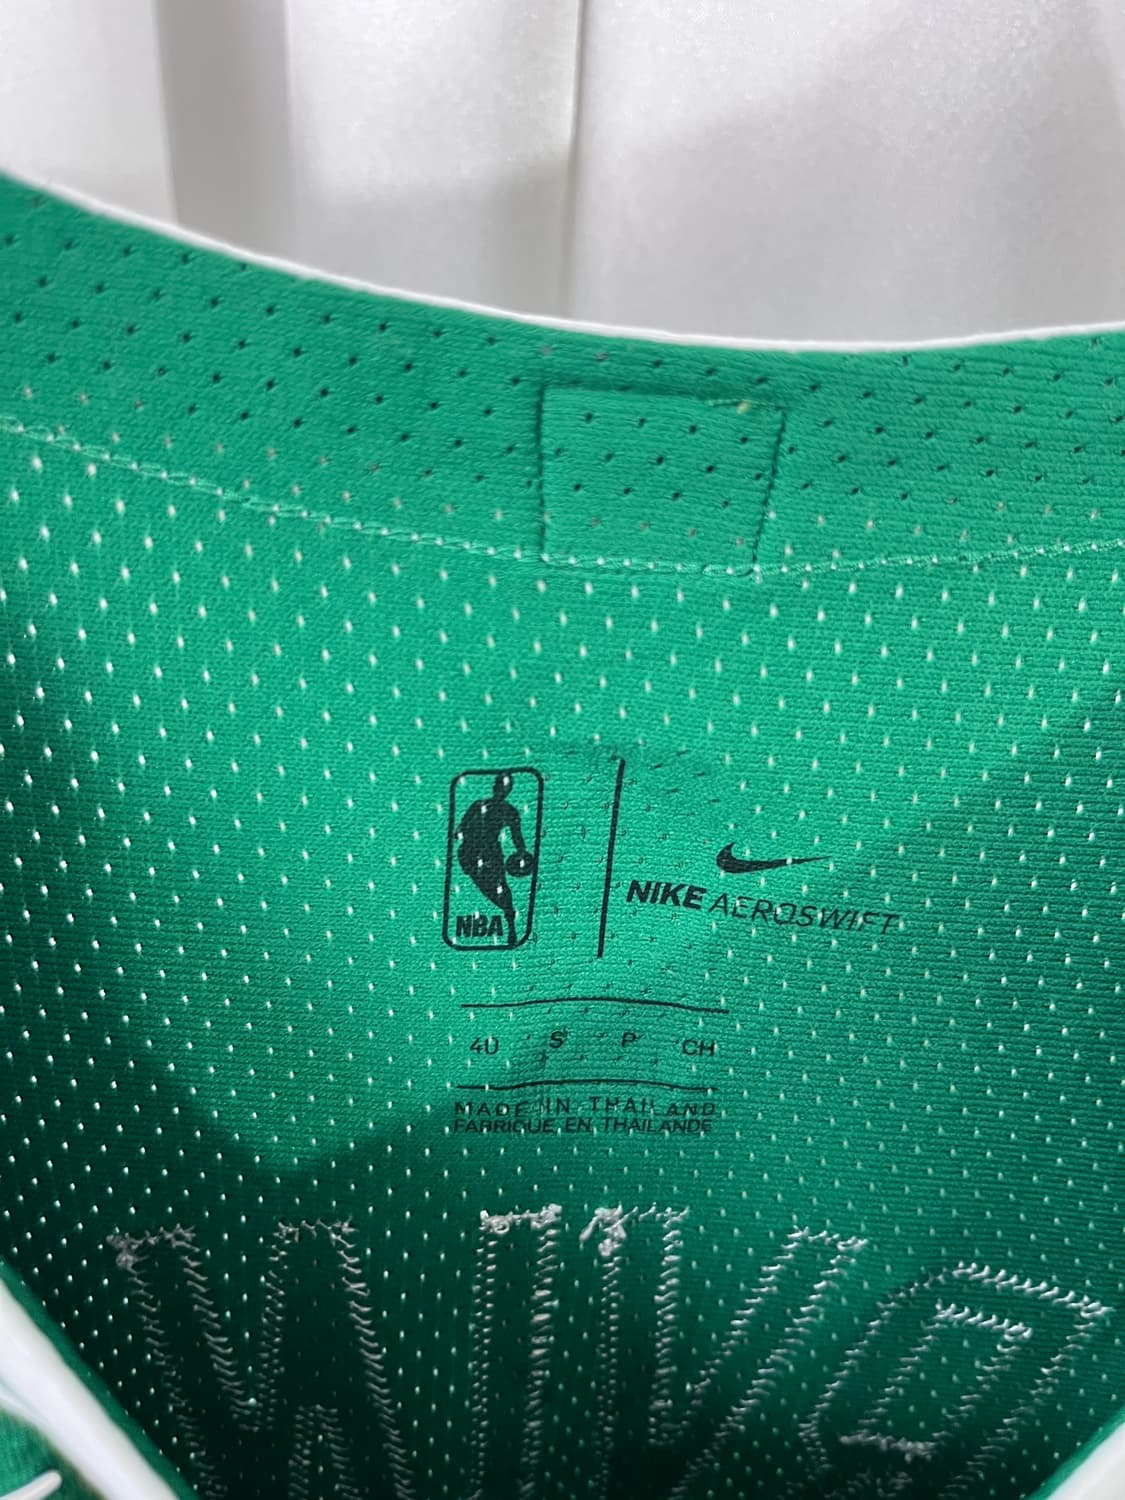 NBA
NIKE AEROSWIFT
40 S P CH
MADE IN THAILAND
FABRIQUE EN THAILANDE